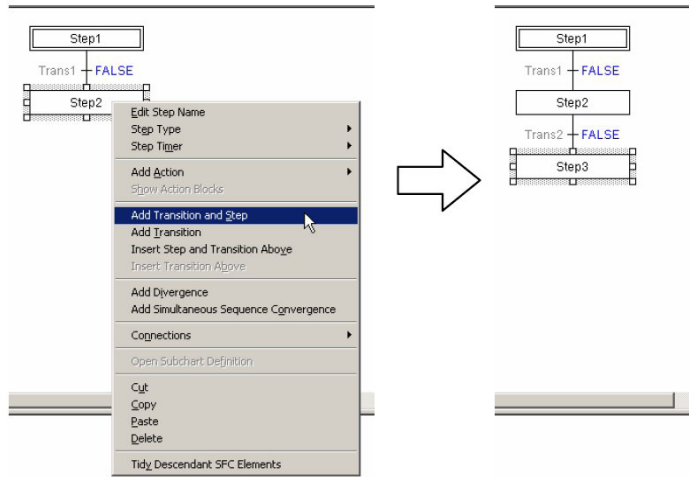 Step1
Trans1 FALSE
Step2
Edit Step Name
Step Type
Step Timer
Add Action
Show Action Blocks
Add Transition and Step
Add Transition
Insert Step and Transition Above
Insert Transition Above
Add Divergence
Add Simultaneous Sequence Convergence
Connections
Open Subchart Definition
Cut
Copy
Paste
Delete
Tidy Descendant SFC Elements
Step1
Trans1 FALSE
Step2
Trans2 FALSE
Step3